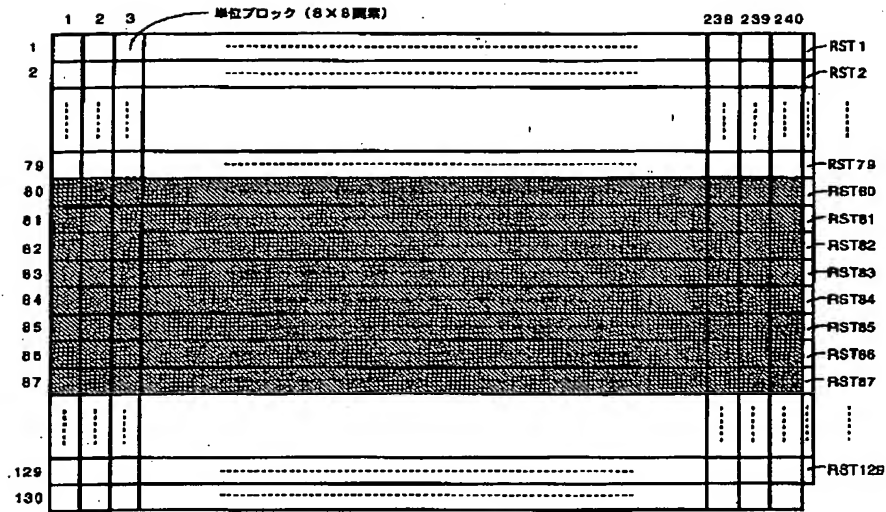 単位ブロック（8×8画素）
1 2 3 238 239 240
1 RST1
2 RST2
79 RST79
80 RST80
81 RST81
82 RST82
83 RST83
84 RST84
85 RST85
86 RST86
87 RST87
129 RST129
130